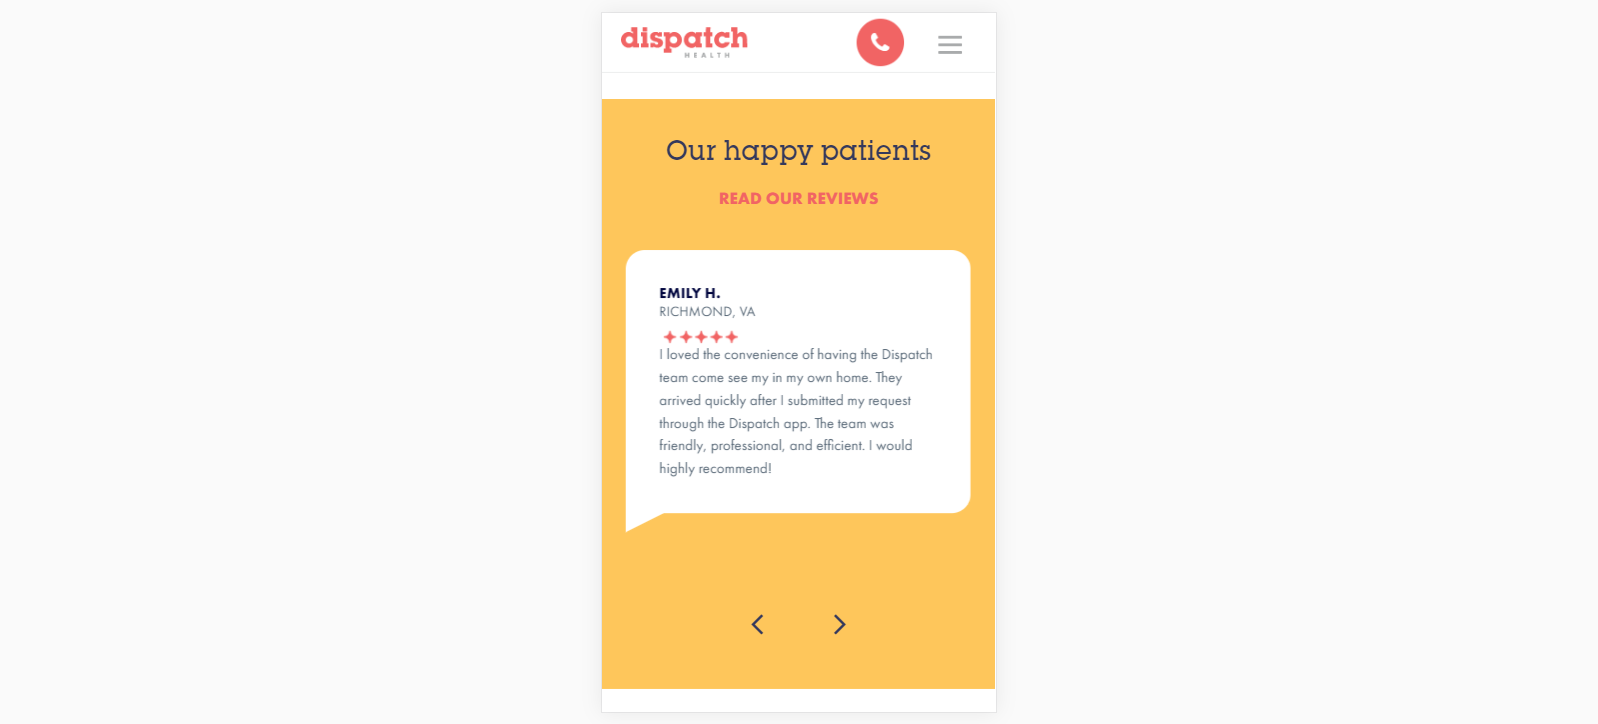 dispatch
HEALTH
Our happy patients
READ OUR REVIEWS
EMILY H.
RICHMOND, VA
I loved the convenience of having the Dispatch
team come see my in my own home. They
arrived quickly after I submitted my request
through the Dispatch app. The team was
friendly, professional, and efficient. I would
highly recommend!